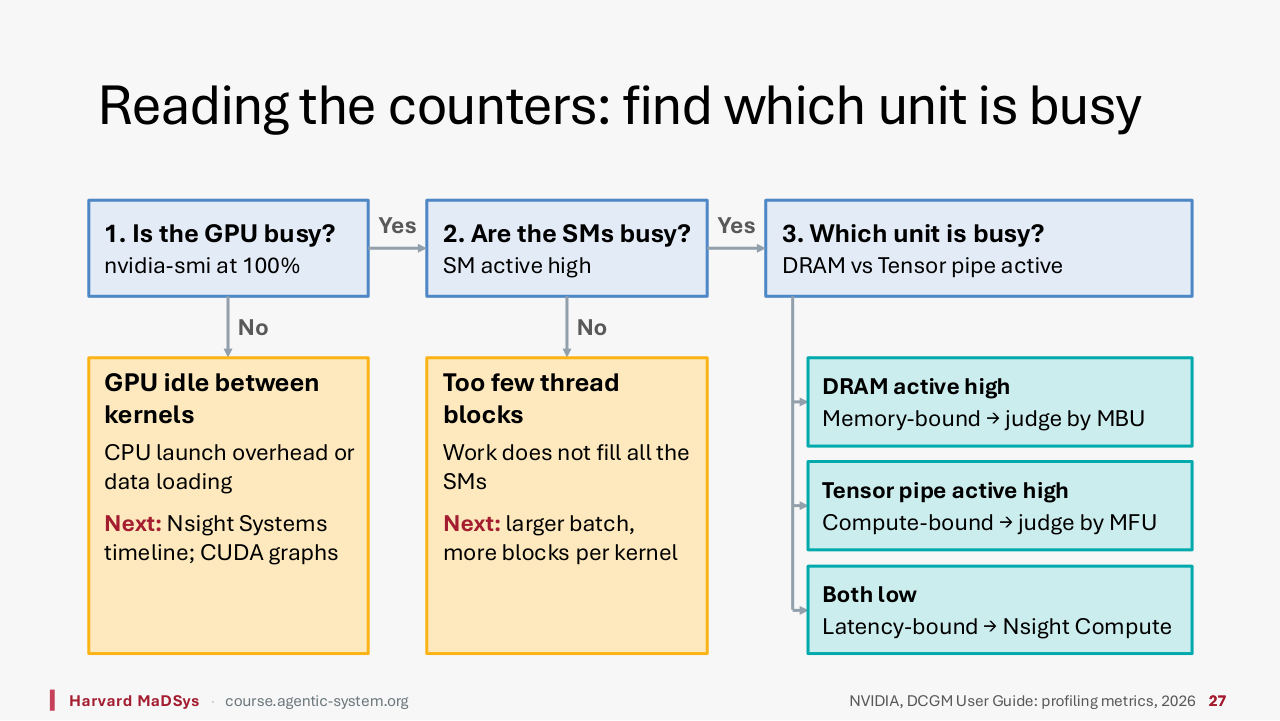 Reading the counters: find which unit is busy
1. Is the GPU busy?
nvidia-smi at 100%
Yes
2. Are the SMs busy?
SM active high
Yes
3. Which unit is busy?
DRAM vs Tensor pipe active
No
No
GPU idle between
kernels
CPU launch overhead or
data loading
Next: Nsight Systems
timeline; CUDA graphs
Too few thread
blocks
Work does not fill all the
SMs
Next: larger batch,
more blocks per kernel
DRAM active high
Memory-bound → judge by MBU
Tensor pipe active high
Compute-bound → judge by MFU
Both low
Latency-bound → Nsight Compute
Harvard MaDSys · course.agentic-system.org
NVIDIA, DCGM User Guide: profiling metrics, 2026 27